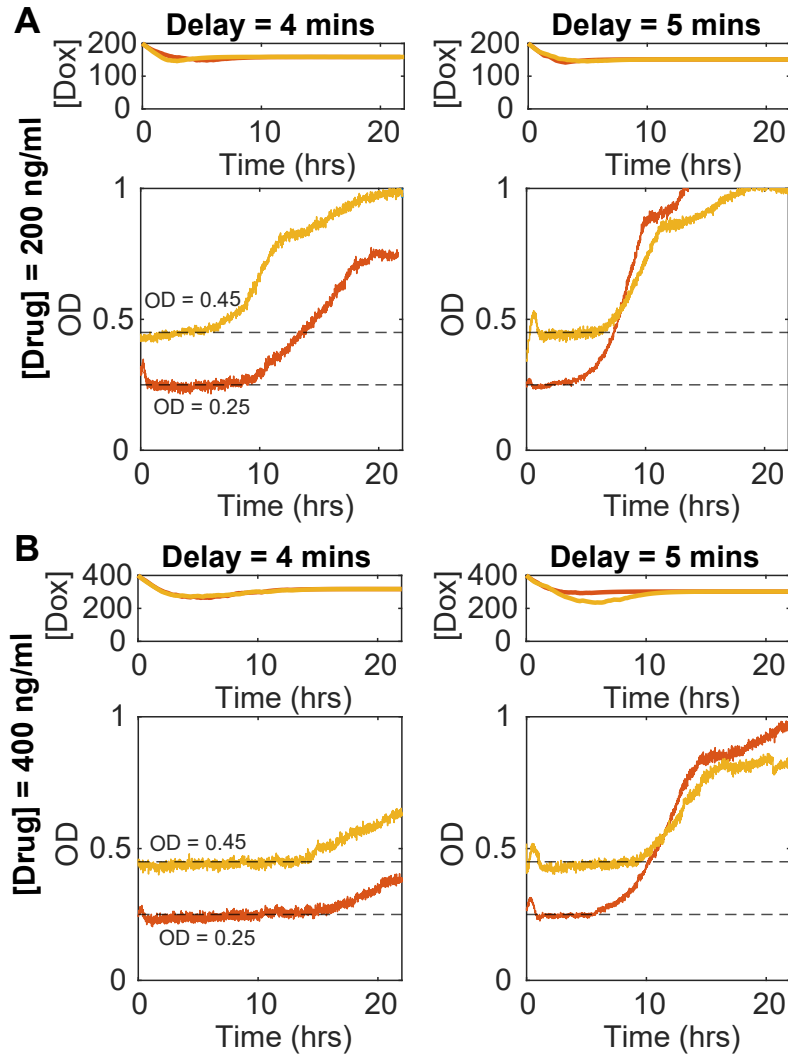 A
[Drug] = 200 ng/ml
Delay = 4 mins
200
100
0
[Dox]
0 10 20
Time (hrs)
Delay = 5 mins
200
100
0
[Dox]
0 10 20
Time (hrs)
1
0.5
0
OD
OD = 0.45
OD = 0.25
0 10 20
Time (hrs)
1
0.5
0
OD
0 10 20
Time (hrs)
B
[Drug] = 400 ng/ml
Delay = 4 mins
400
200
0
[Dox]
0 10 20
Time (hrs)
Delay = 5 mins
400
200
0
[Dox]
0 10 20
Time (hrs)
1
0.5
0
OD
OD = 0.45
OD = 0.25
0 10 20
Time (hrs)
1
0.5
0
OD
0 10 20
Time (hrs)